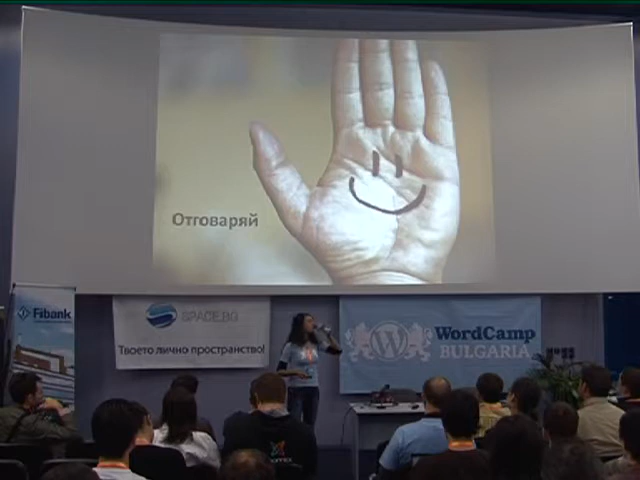 Отговаряй
Fibank
SPACE.BG
Твоето лично пространство!
WordCamp
BULGARIA